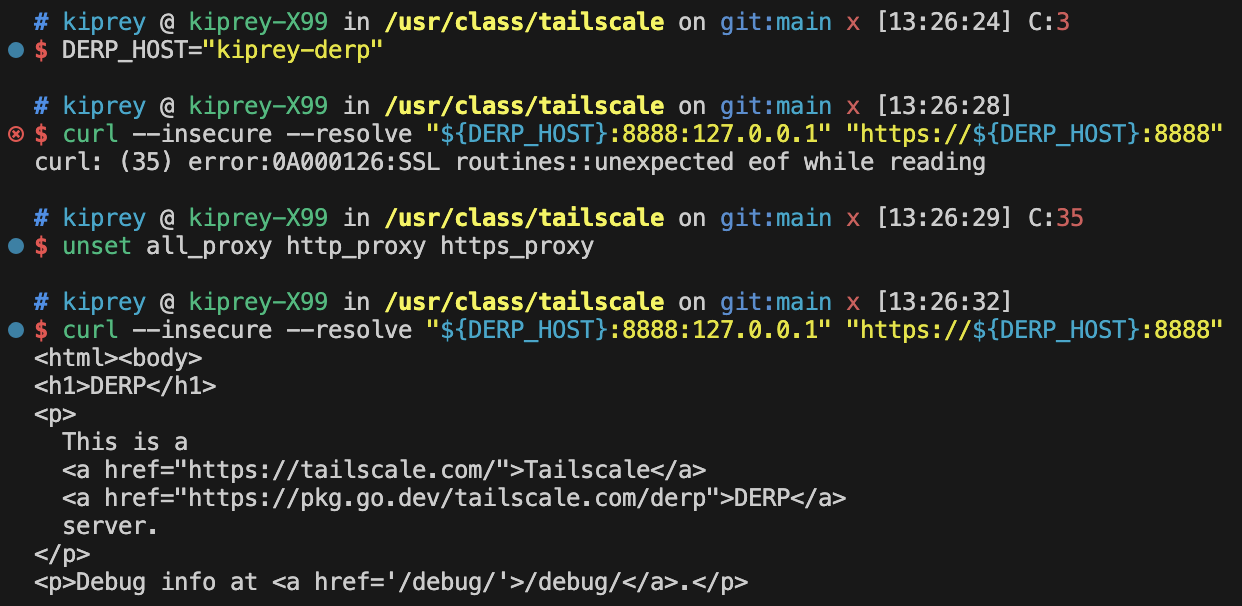 # kiprey @ kiprey-X99 in /usr/class/tailscale on git:main x [13:26:24] C:3
$ DERP_HOST="kiprey-derp"
# kiprey @ kiprey-X99 in /usr/class/tailscale on git:main x [13:26:28]
$ curl --insecure --resolve "${DERP_HOST}:8888:127.0.0.1" "https://${DERP_HOST}:8888"
curl: (35) error:0A000126:SSL routines::unexpected eof while reading
# kiprey @ kiprey-X99 in /usr/class/tailscale on git:main x [13:26:29] C:35
$ unset all_proxy http_proxy https_proxy
# kiprey @ kiprey-X99 in /usr/class/tailscale on git:main x [13:26:32]
$ curl --insecure --resolve "${DERP_HOST}:8888:127.0.0.1" "https://${DERP_HOST}:8888"
<html><body>
<h1>DERP</h1>
<p>
  This is a
  <a href="https://tailscale.com/">Tailscale</a>
  <a href="https://pkg.go.dev/tailscale.com/derp">DERP</a>
  server.
</p>
<p>Debug info at <a href='/debug/'>/debug/</a>.</p>